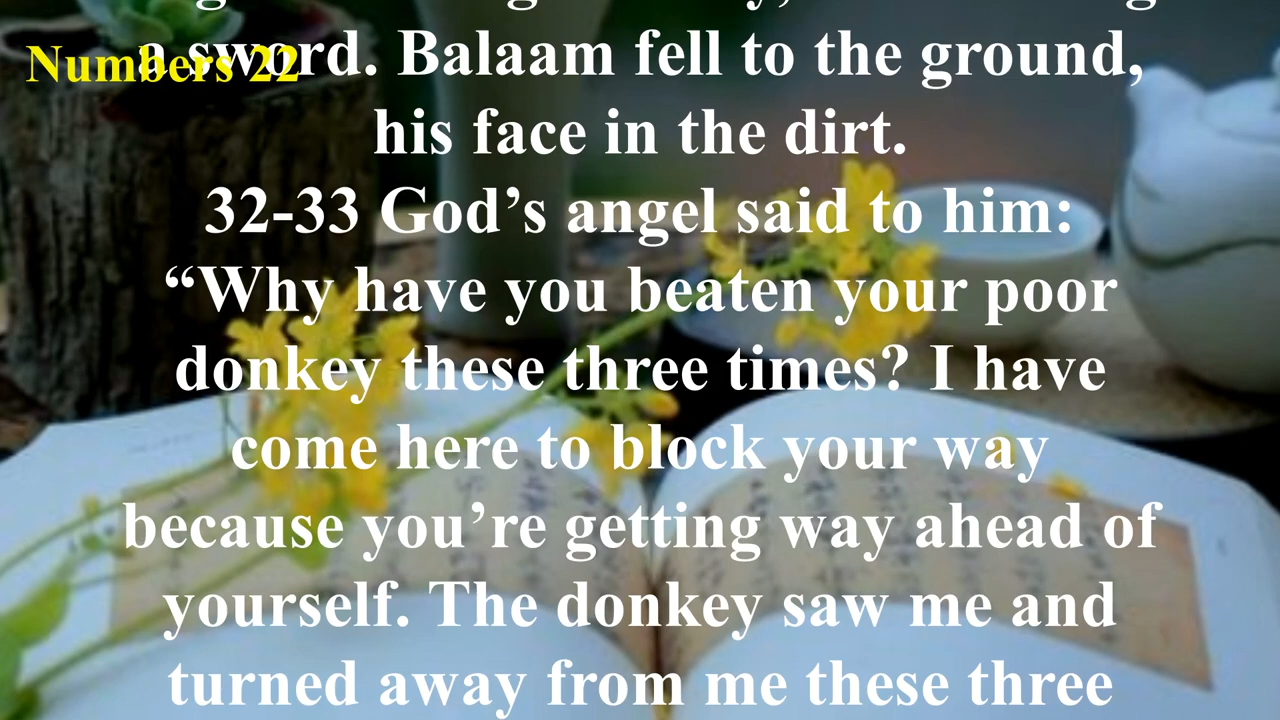 Numbers 22
a sword. Balaam fell to the ground,
his face in the dirt.
32-33 God’s angel said to him:
“Why have you beaten your poor
donkey these three times? I have
come here to block your way
because you’re getting way ahead of
yourself. The donkey saw me and
turned away from me these three